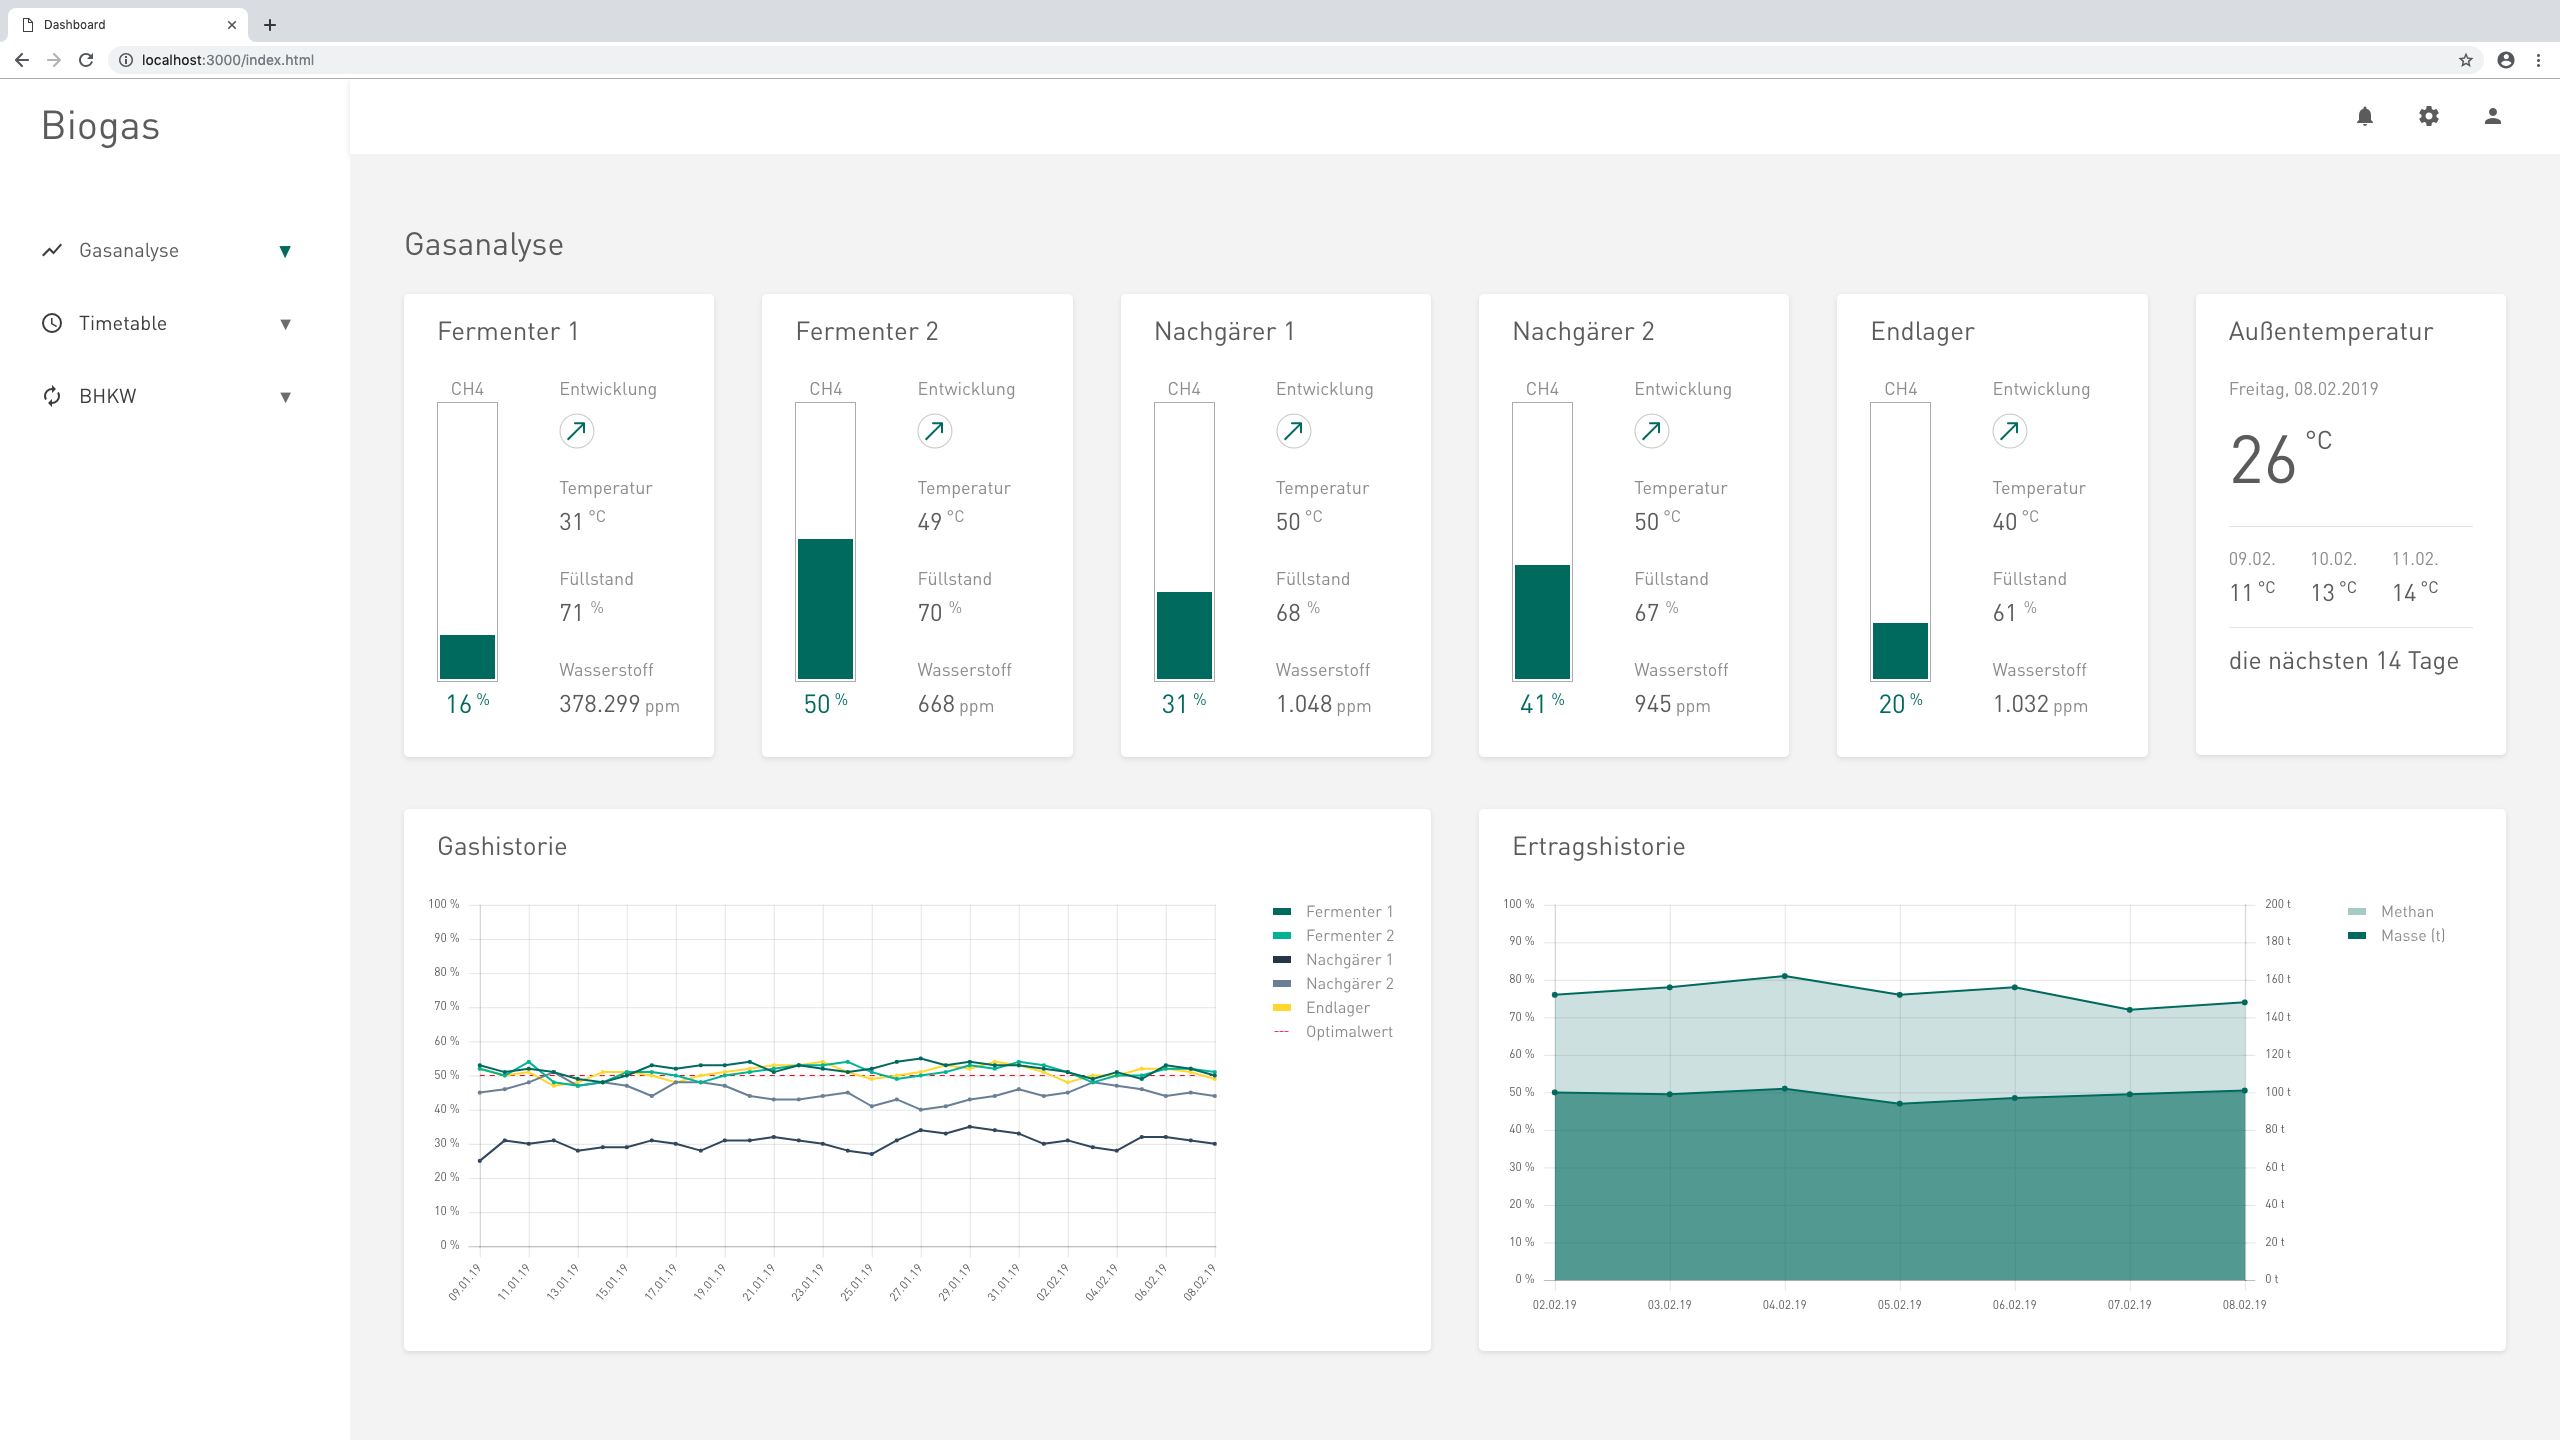 Dashboard
localhost:3000/index.html
Biogas
Gasanalyse
Timetable
BHKW
Gasanalyse
Fermenter 1
CH4
16 %
Entwicklung
Temperatur
31 °C
Füllstand
71 %
Wasserstoff
378.299 ppm
Fermenter 2
CH4
50 %
Entwicklung
Temperatur
49 °C
Füllstand
70 %
Wasserstoff
668 ppm
Nachgärer 1
CH4
31 %
Entwicklung
Temperatur
50 °C
Füllstand
68 %
Wasserstoff
1.048 ppm
Nachgärer 2
CH4
41 %
Entwicklung
Temperatur
50 °C
Füllstand
67 %
Wasserstoff
945 ppm
Endlager
CH4
20 %
Entwicklung
Temperatur
40 °C
Füllstand
61 %
Wasserstoff
1.032 ppm
Außentemperatur
Freitag, 08.02.2019
26 °C
09.02. 10.02. 11.02.
11 °C 13 °C 14 °C
die nächsten 14 Tage
Gashistorie
100 %
90 %
80 %
70 %
60 %
50 %
40 %
30 %
20 %
10 %
0 %
09.01.19 11.01.19 13.01.19 15.01.19 17.01.19 19.01.19 21.01.19 23.01.19 25.01.19 27.01.19 29.01.19 31.01.19 02.02.19 04.02.19 06.02.19 08.02.19
Fermenter 1
Fermenter 2
Nachgärer 1
Nachgärer 2
Endlager
Optimalwert
Ertragshistorie
100 %
90 %
80 %
70 %
60 %
50 %
40 %
30 %
20 %
10 %
0 %
200 t
180 t
160 t
140 t
120 t
100 t
80 t
60 t
40 t
20 t
0 t
02.02.19 03.02.19 04.02.19 05.02.19 06.02.19 07.02.19 08.02.19
Methan
Masse (t)